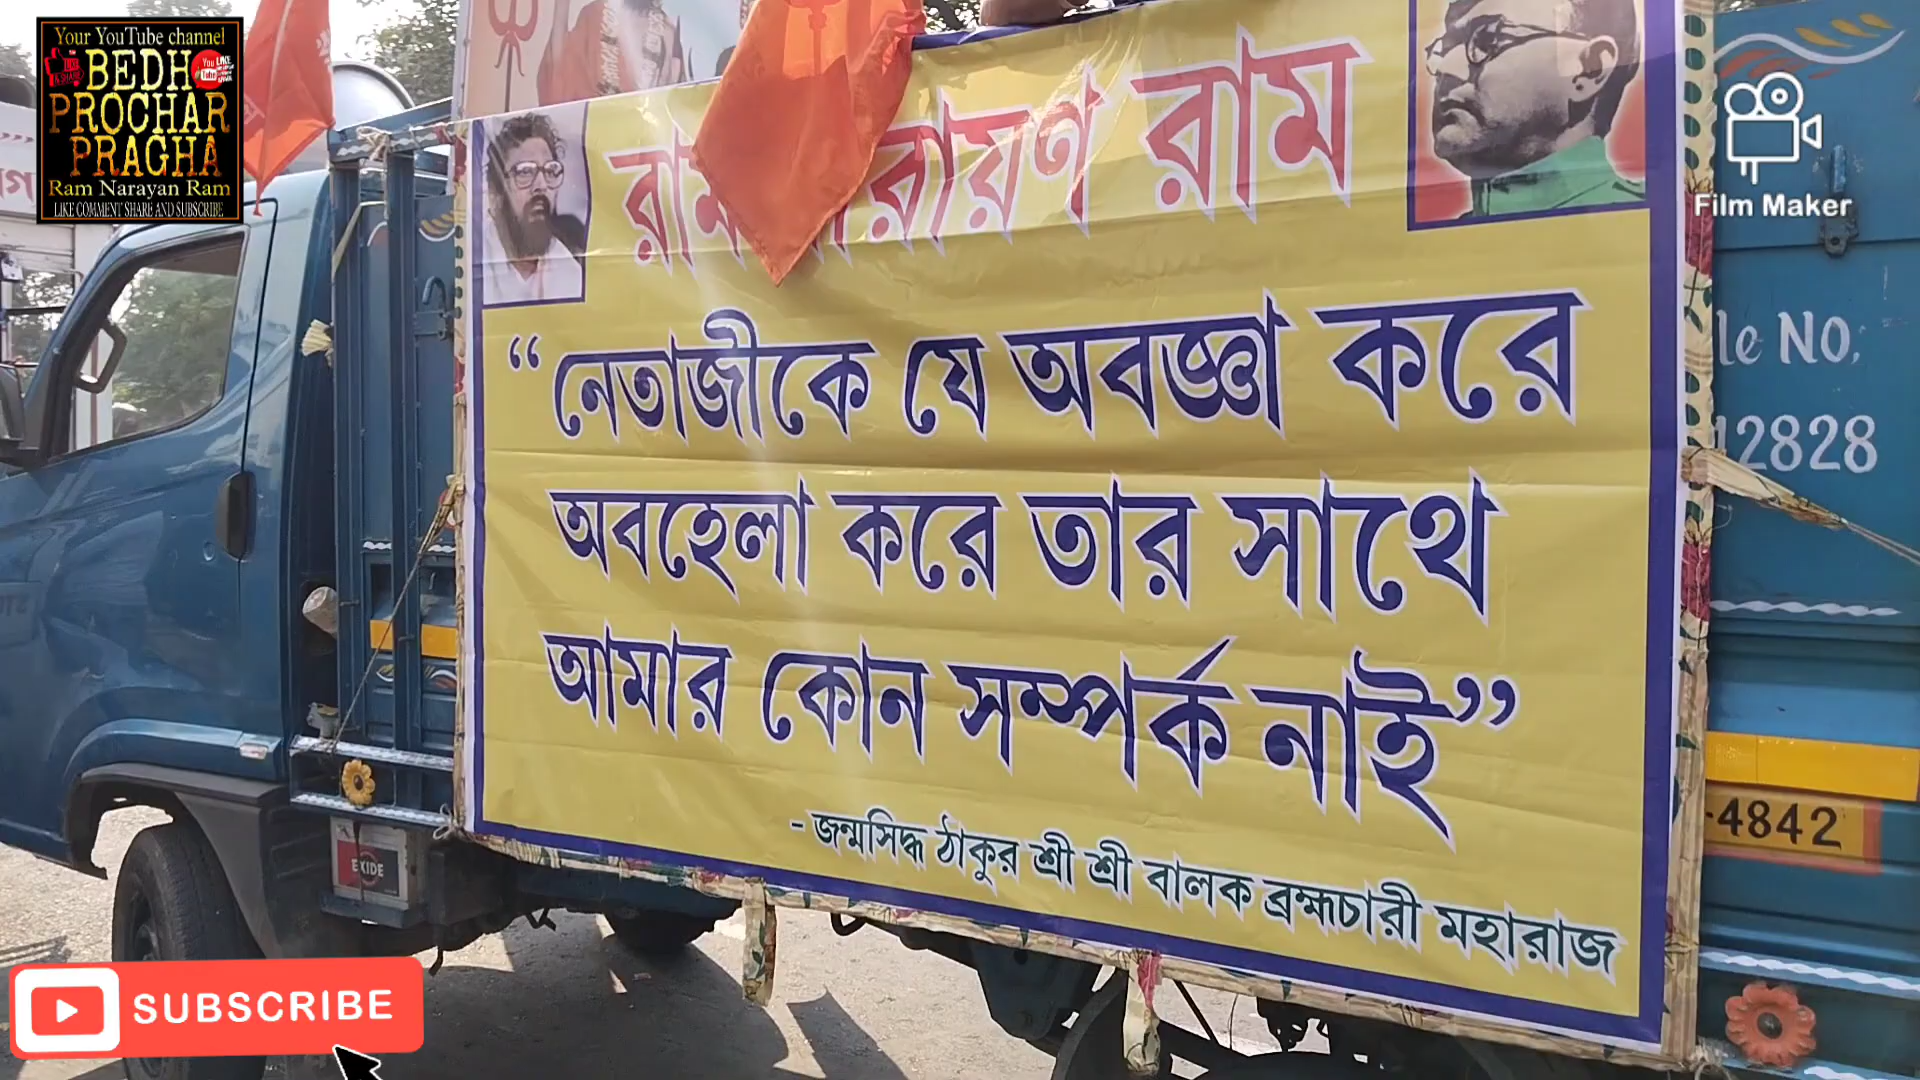 Your YouTube channel
BEDH
PROCHAR
PRAGHA
Ram Narayan Ram
LIKE COMMENT SHARE AND SUBSCRIBE
Film Maker
রাম রাম
“নেতাজীকে যে অবজ্ঞা করে
অবহেলা করে তার সাথে
আমার কোন সম্পর্ক নাই”
- জন্মসিদ্ধ ঠাকুর শ্রী শ্রী বালক ব্রহ্মচারী মহারাজ
le NO.
12828
4842
EXIDE
SUBSCRIBE